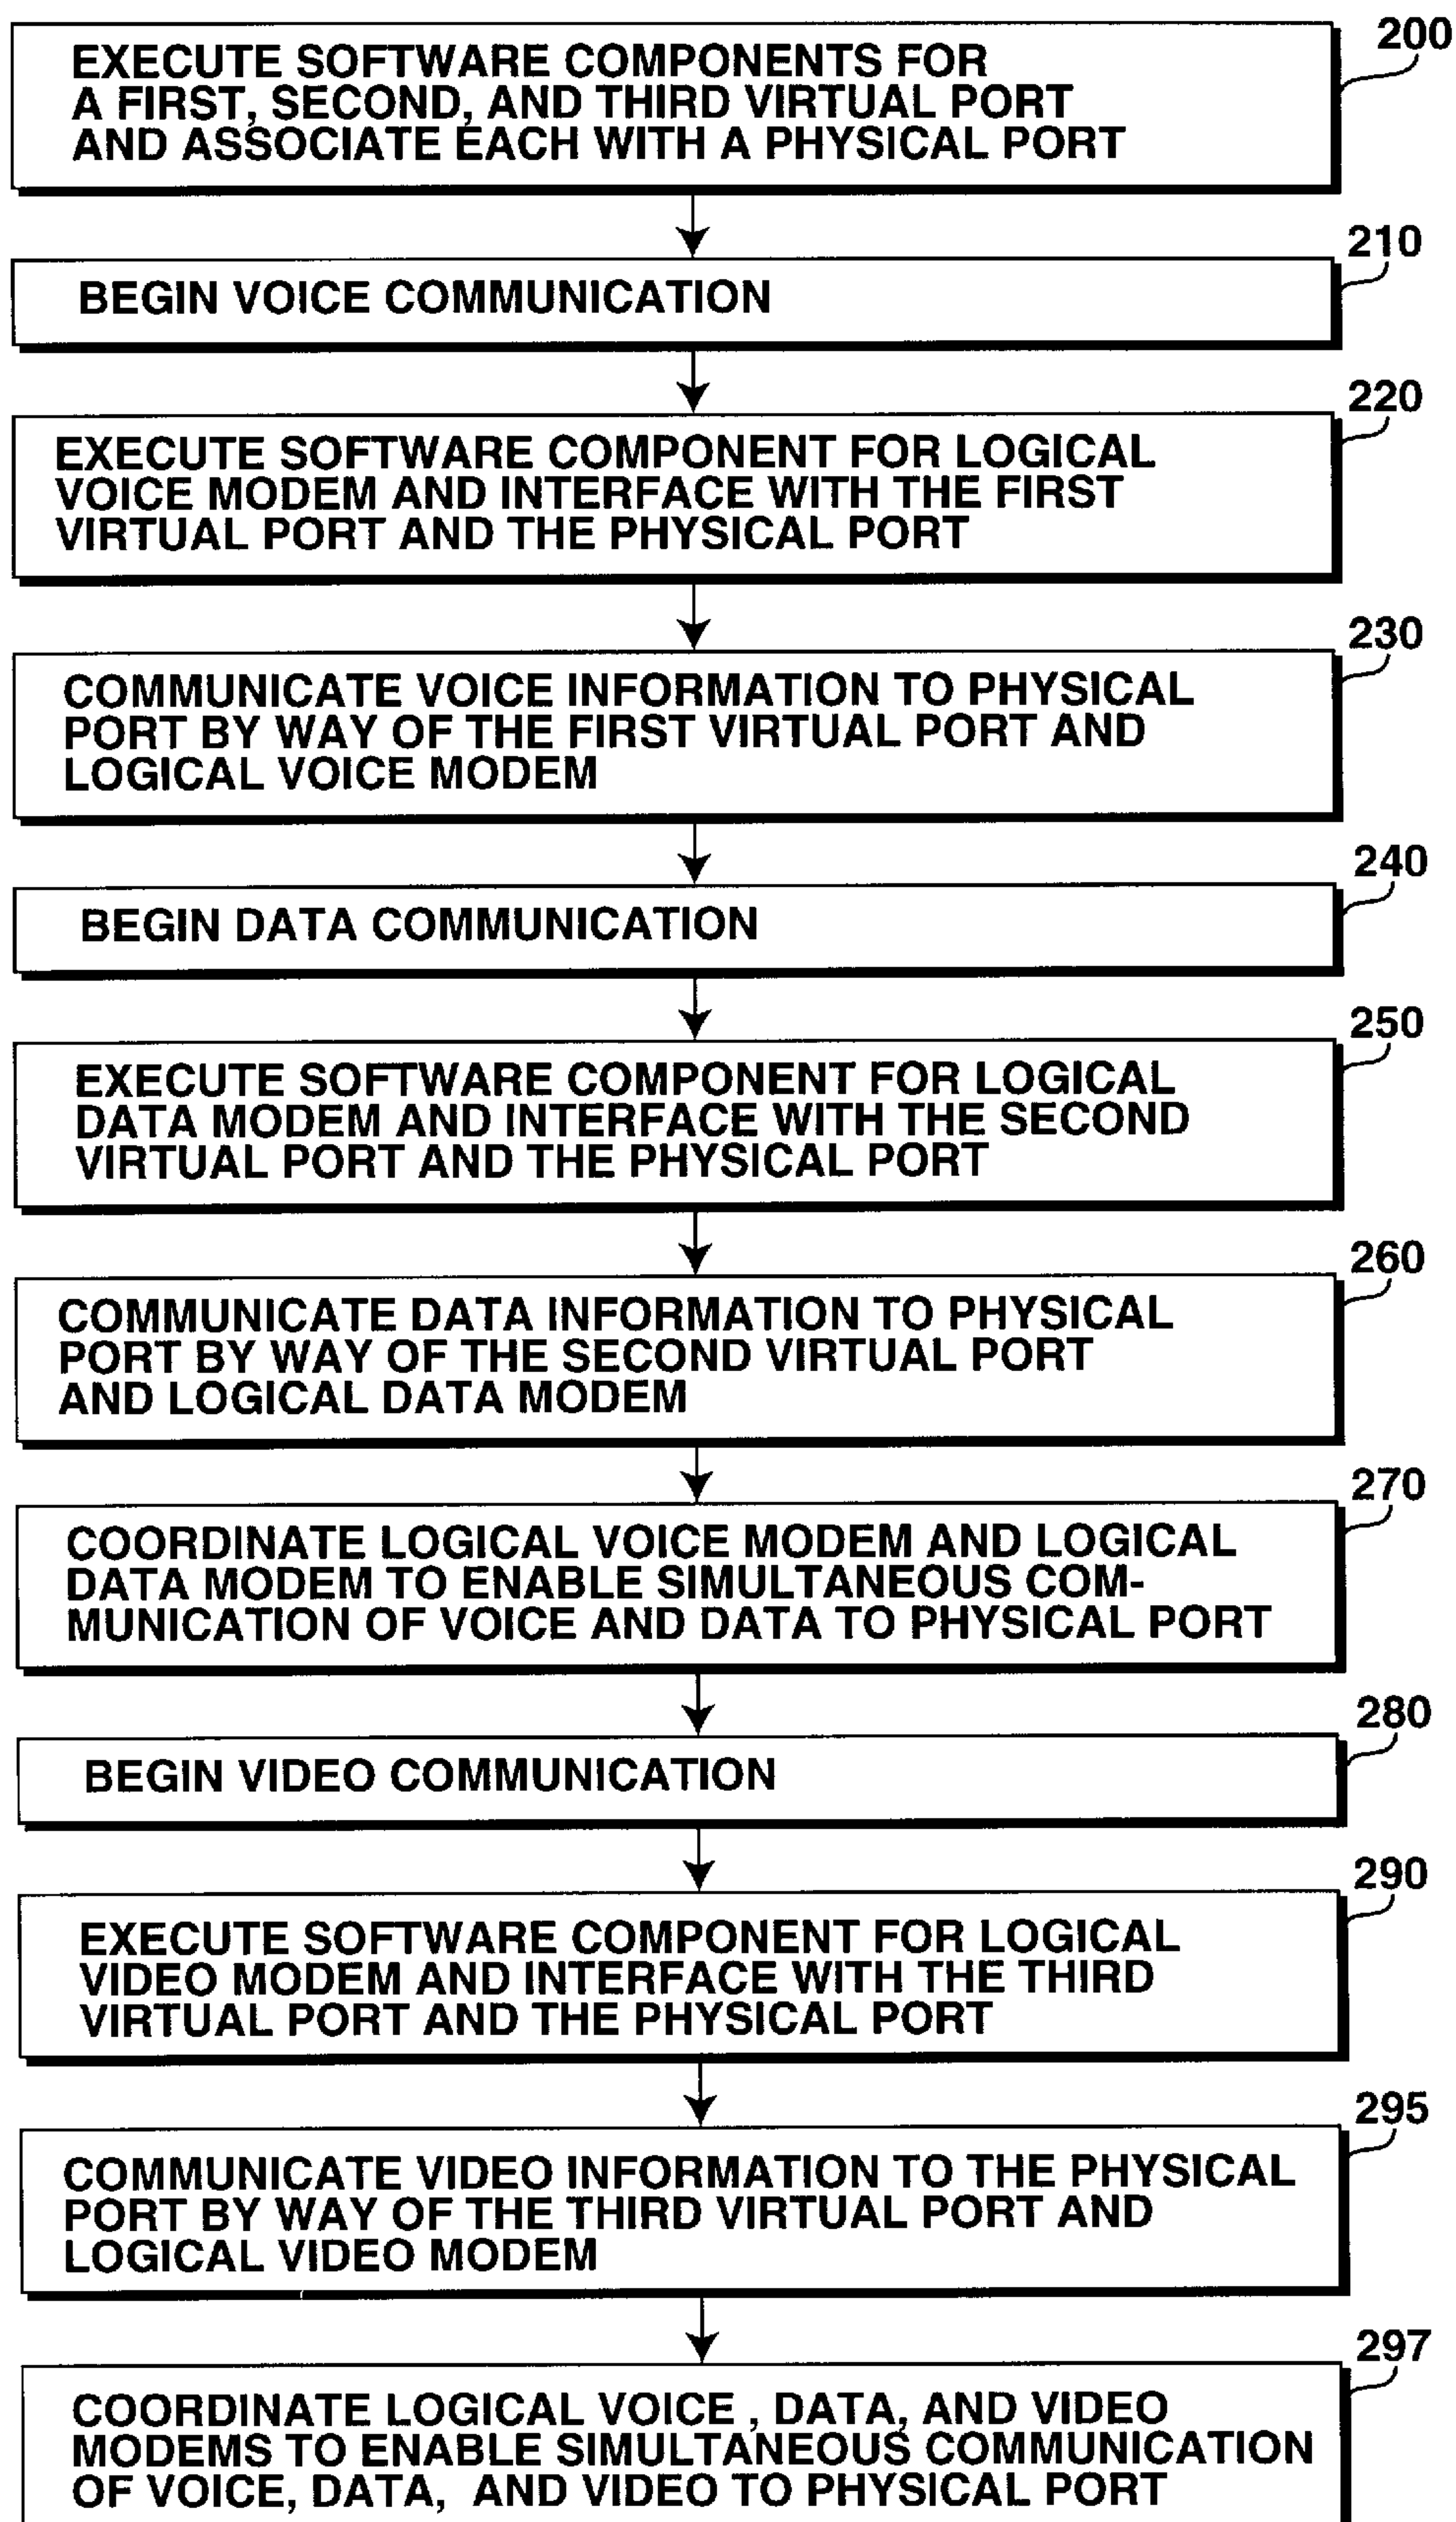 200
EXECUTE SOFTWARE COMPONENTS FOR
A FIRST, SECOND, AND THIRD VIRTUAL PORT
AND ASSOCIATE EACH WITH A PHYSICAL PORT
210
BEGIN VOICE COMMUNICATION
220
EXECUTE SOFTWARE COMPONENT FOR LOGICAL
VOICE MODEM AND INTERFACE WITH THE FIRST
VIRTUAL PORT AND THE PHYSICAL PORT
230
COMMUNICATE VOICE INFORMATION TO PHYSICAL
PORT BY WAY OF THE FIRST VIRTUAL PORT AND
LOGICAL VOICE MODEM
240
BEGIN DATA COMMUNICATION
250
EXECUTE SOFTWARE COMPONENT FOR LOGICAL
DATA MODEM AND INTERFACE WITH THE SECOND
VIRTUAL PORT AND THE PHYSICAL PORT
260
COMMUNICATE DATA INFORMATION TO PHYSICAL
PORT BY WAY OF THE SECOND VIRTUAL PORT
AND LOGICAL DATA MODEM
270
COORDINATE LOGICAL VOICE MODEM AND LOGICAL
DATA MODEM TO ENABLE SIMULTANEOUS COM-
MUNICATION OF VOICE AND DATA TO PHYSICAL PORT
280
BEGIN VIDEO COMMUNICATION
290
EXECUTE SOFTWARE COMPONENT FOR LOGICAL
VIDEO MODEM AND INTERFACE WITH THE THIRD
VIRTUAL PORT AND THE PHYSICAL PORT
295
COMMUNICATE VIDEO INFORMATION TO THE PHYSICAL
PORT BY WAY OF THE THIRD VIRTUAL PORT AND
LOGICAL VIDEO MODEM
297
COORDINATE LOGICAL VOICE , DATA, AND VIDEO
MODEMS TO ENABLE SIMULTANEOUS COMMUNICATION
OF VOICE, DATA, AND VIDEO TO PHYSICAL PORT